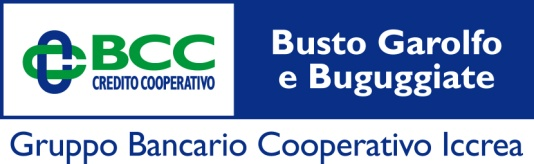 BCC
CREDITO COOPERATIVO
Busto Garolfo
e Buguggiate
Gruppo Bancario Cooperativo Iccrea